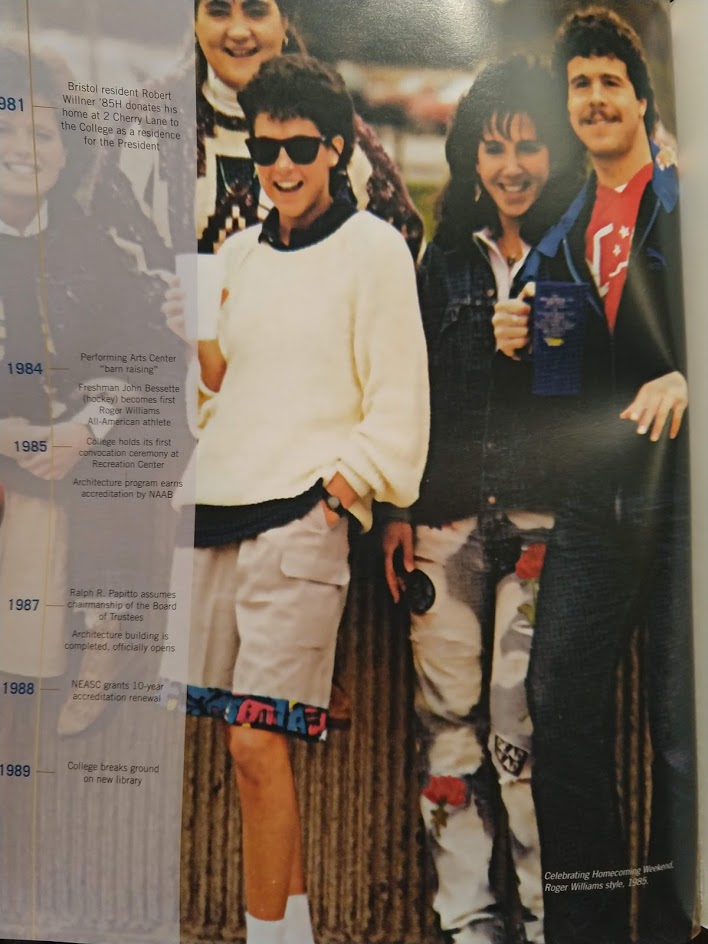 981
Bristol resident Robert
Willner '85H donates his
home at 2 Cherry Lane to
the College as a residence
for the President
1984
Performing Arts Center
"barn raising"
Freshman John Bessette
(hockey) becomes first
Roger Williams
All-American athlete
1985
College holds its first
convocation ceremony at
Recreation Center
Architecture program earns
accreditation by NAAB
1987
Ralph R. Papitto assumes
chairmanship of the Board
of Trustees
Architecture building is
completed, officially opens
1988
NEASC grants 10-year
accreditation renewal
1989
College breaks ground
on new library
Celebrating Homecoming Weekend,
Roger Williams style, 1985.